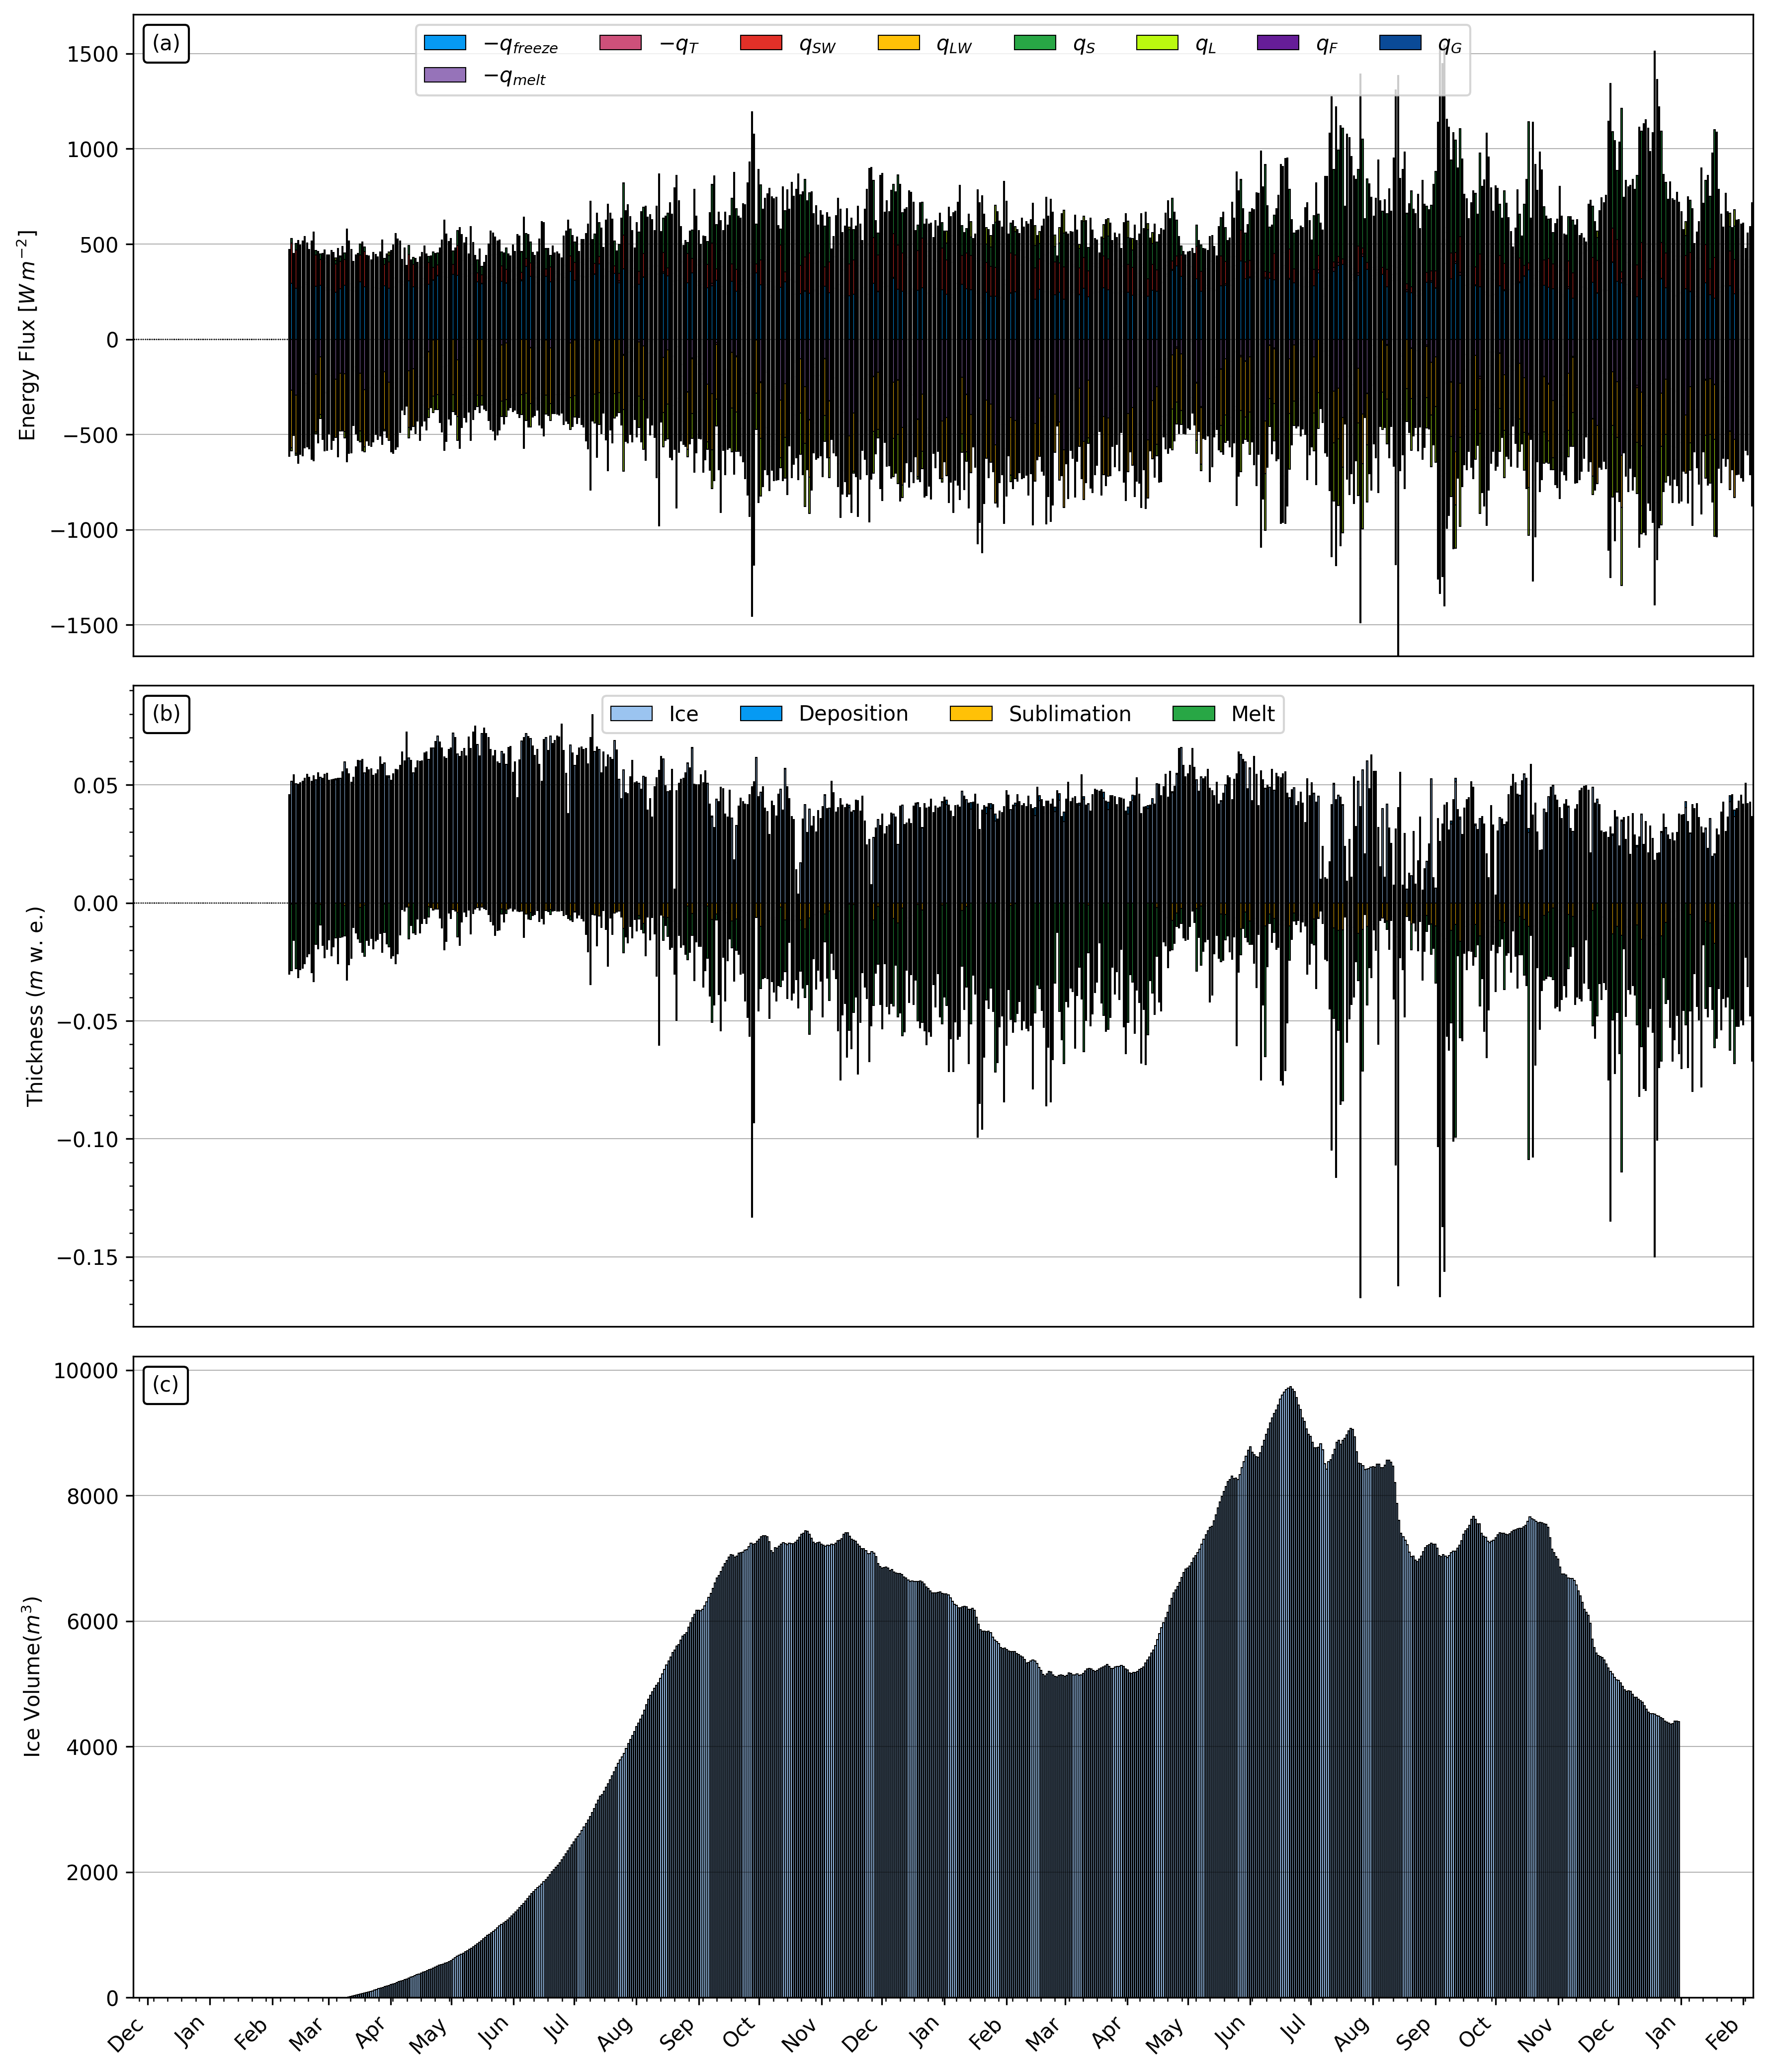 (a)
−q_freeze −q_T q_SW q_LW q_S q_L q_F q_G
−q_melt
Energy Flux [W m⁻²]
1500
1000
500
0
−500
−1000
−1500
(b)
Ice Deposition Sublimation Melt
Thickness (m w. e.)
0.05
0.00
−0.05
−0.10
−0.15
(c)
Ice Volume(m³)
10000
8000
6000
4000
2000
0
Dec Jan Feb Mar Apr May Jun Jul Aug Sep Oct Nov Dec Jan Feb Mar Apr May Jun Jul Aug Sep Oct Nov Dec Jan Feb